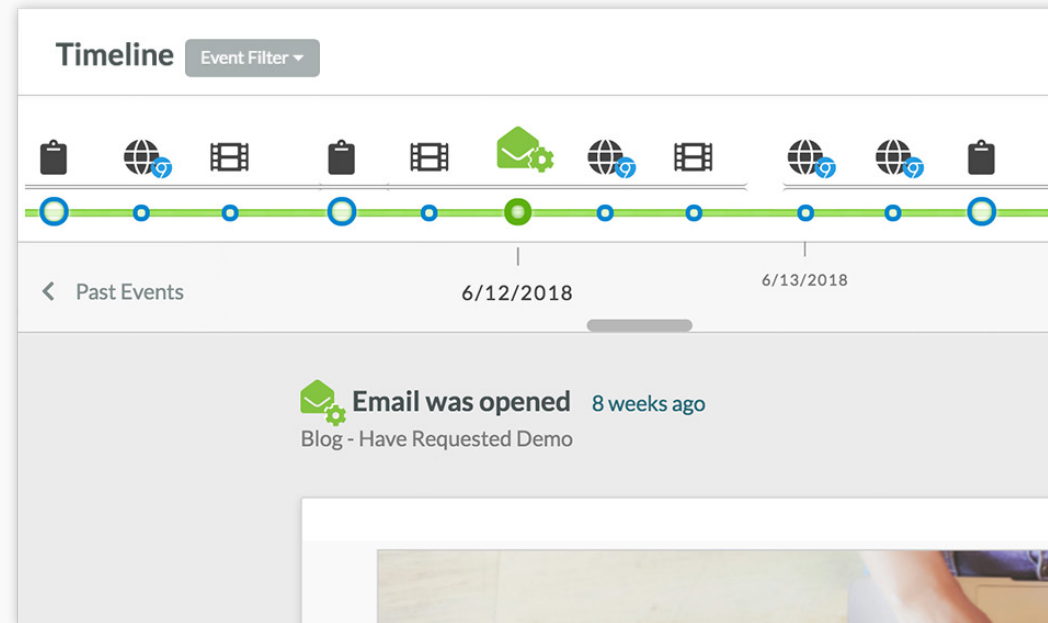 Timeline
Event Filter
6/12/2018
6/13/2018
Past Events
Email was opened 8 weeks ago
Blog - Have Requested Demo